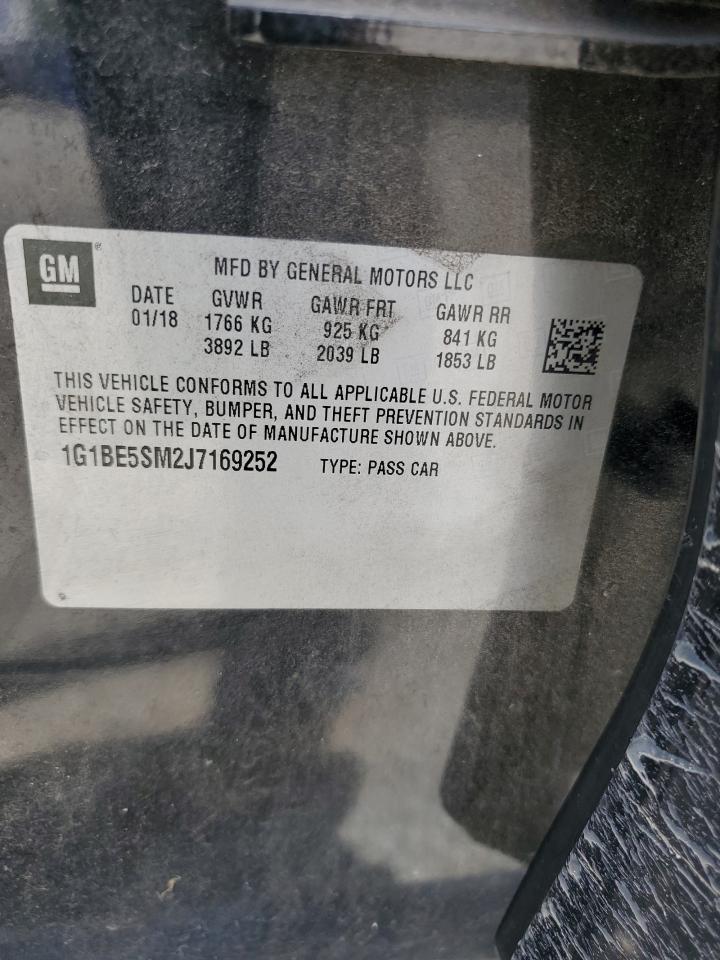 GM ®
MFD BY GENERAL MOTORS LLC
DATE GVWR GAWR FRT GAWR RR
01/18 1766 KG 925 KG 841 KG
3892 LB 2039 LB 1853 LB
THIS VEHICLE CONFORMS TO ALL APPLICABLE U.S. FEDERAL MOTOR
VEHICLE SAFETY, BUMPER, AND THEFT PREVENTION STANDARDS IN
EFFECT ON THE DATE OF MANUFACTURE SHOWN ABOVE.
1G1BE5SM2J7169252 TYPE: PASS CAR